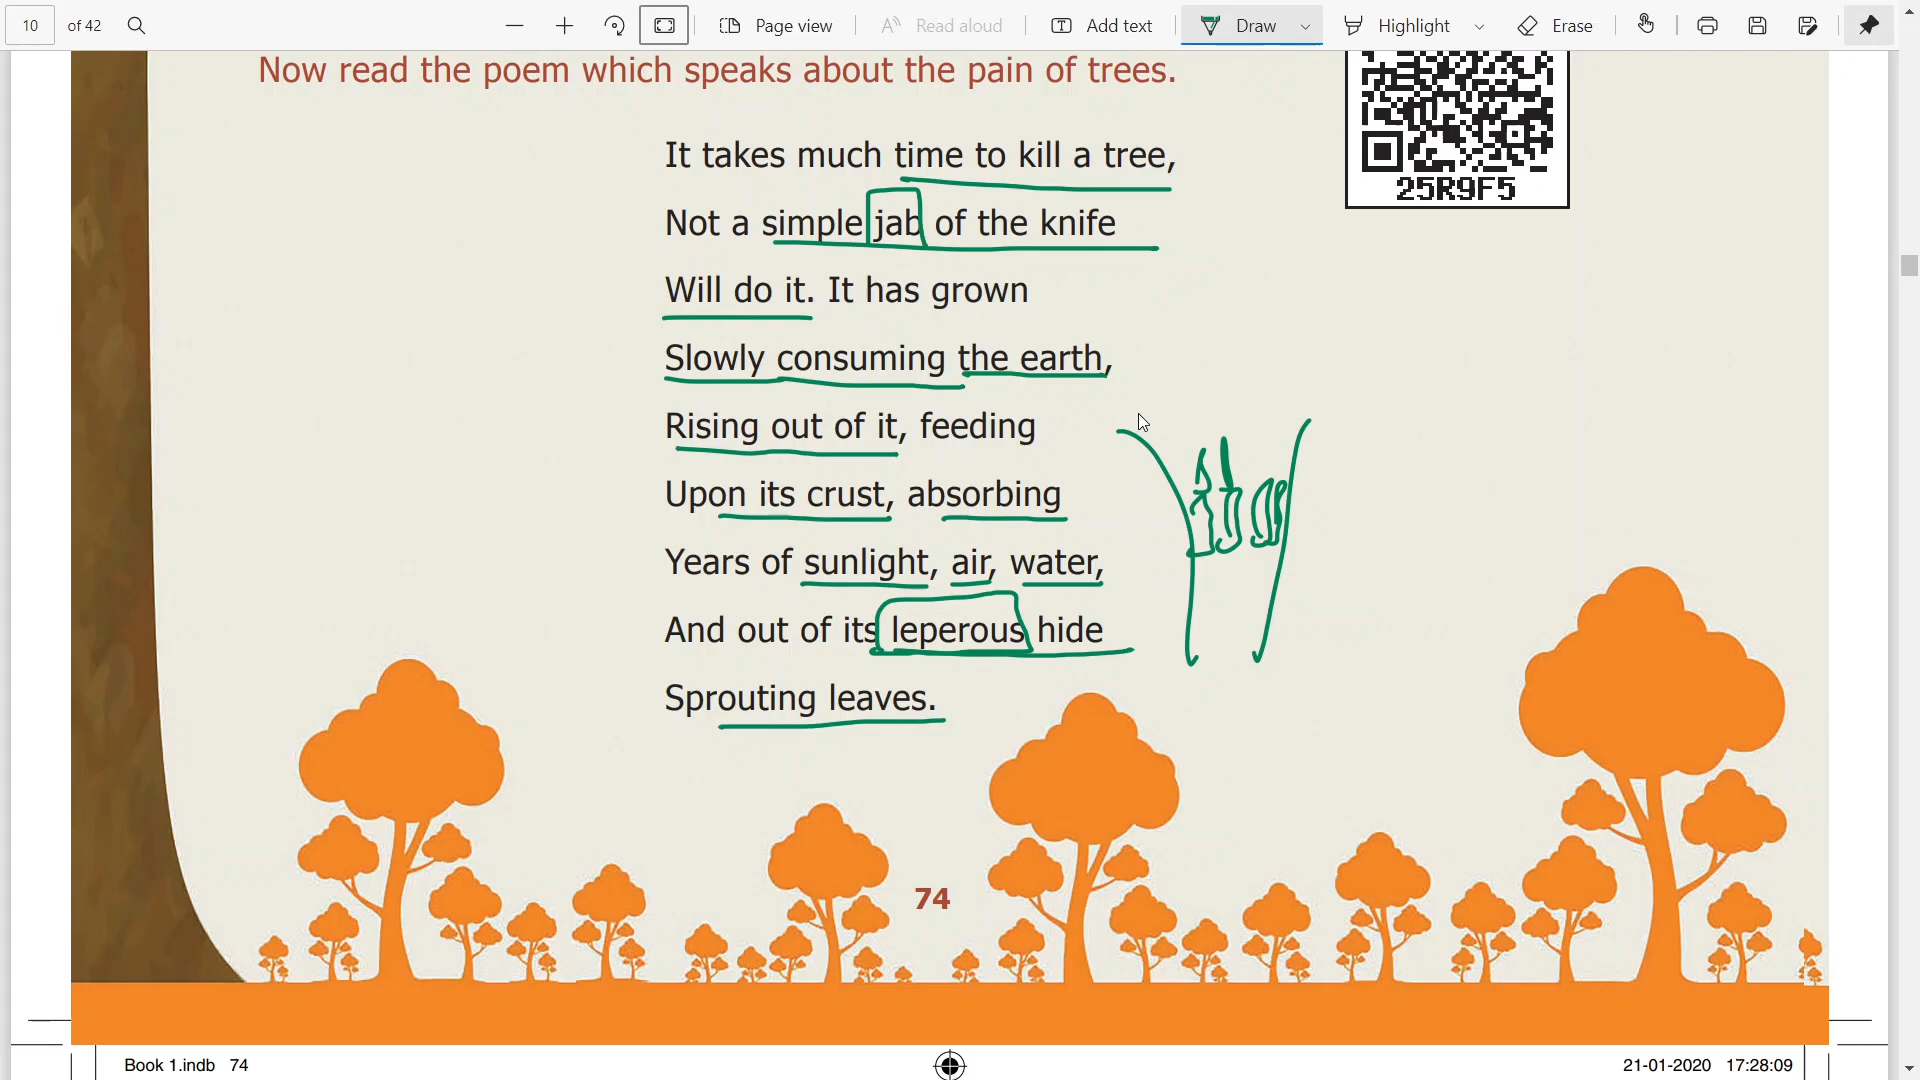 10 of 42 Page view Read aloud Add text Draw Highlight Erase
Now read the poem which speaks about the pain of trees.
25R9F5
It takes much time to kill a tree,
Not a simple jab of the knife
Will do it. It has grown
Slowly consuming the earth,
Rising out of it, feeding
Upon its crust, absorbing
Years of sunlight, air, water,
And out of its leperous hide
Sprouting leaves.
74
Book 1.indb 74 21-01-2020 17:28:09